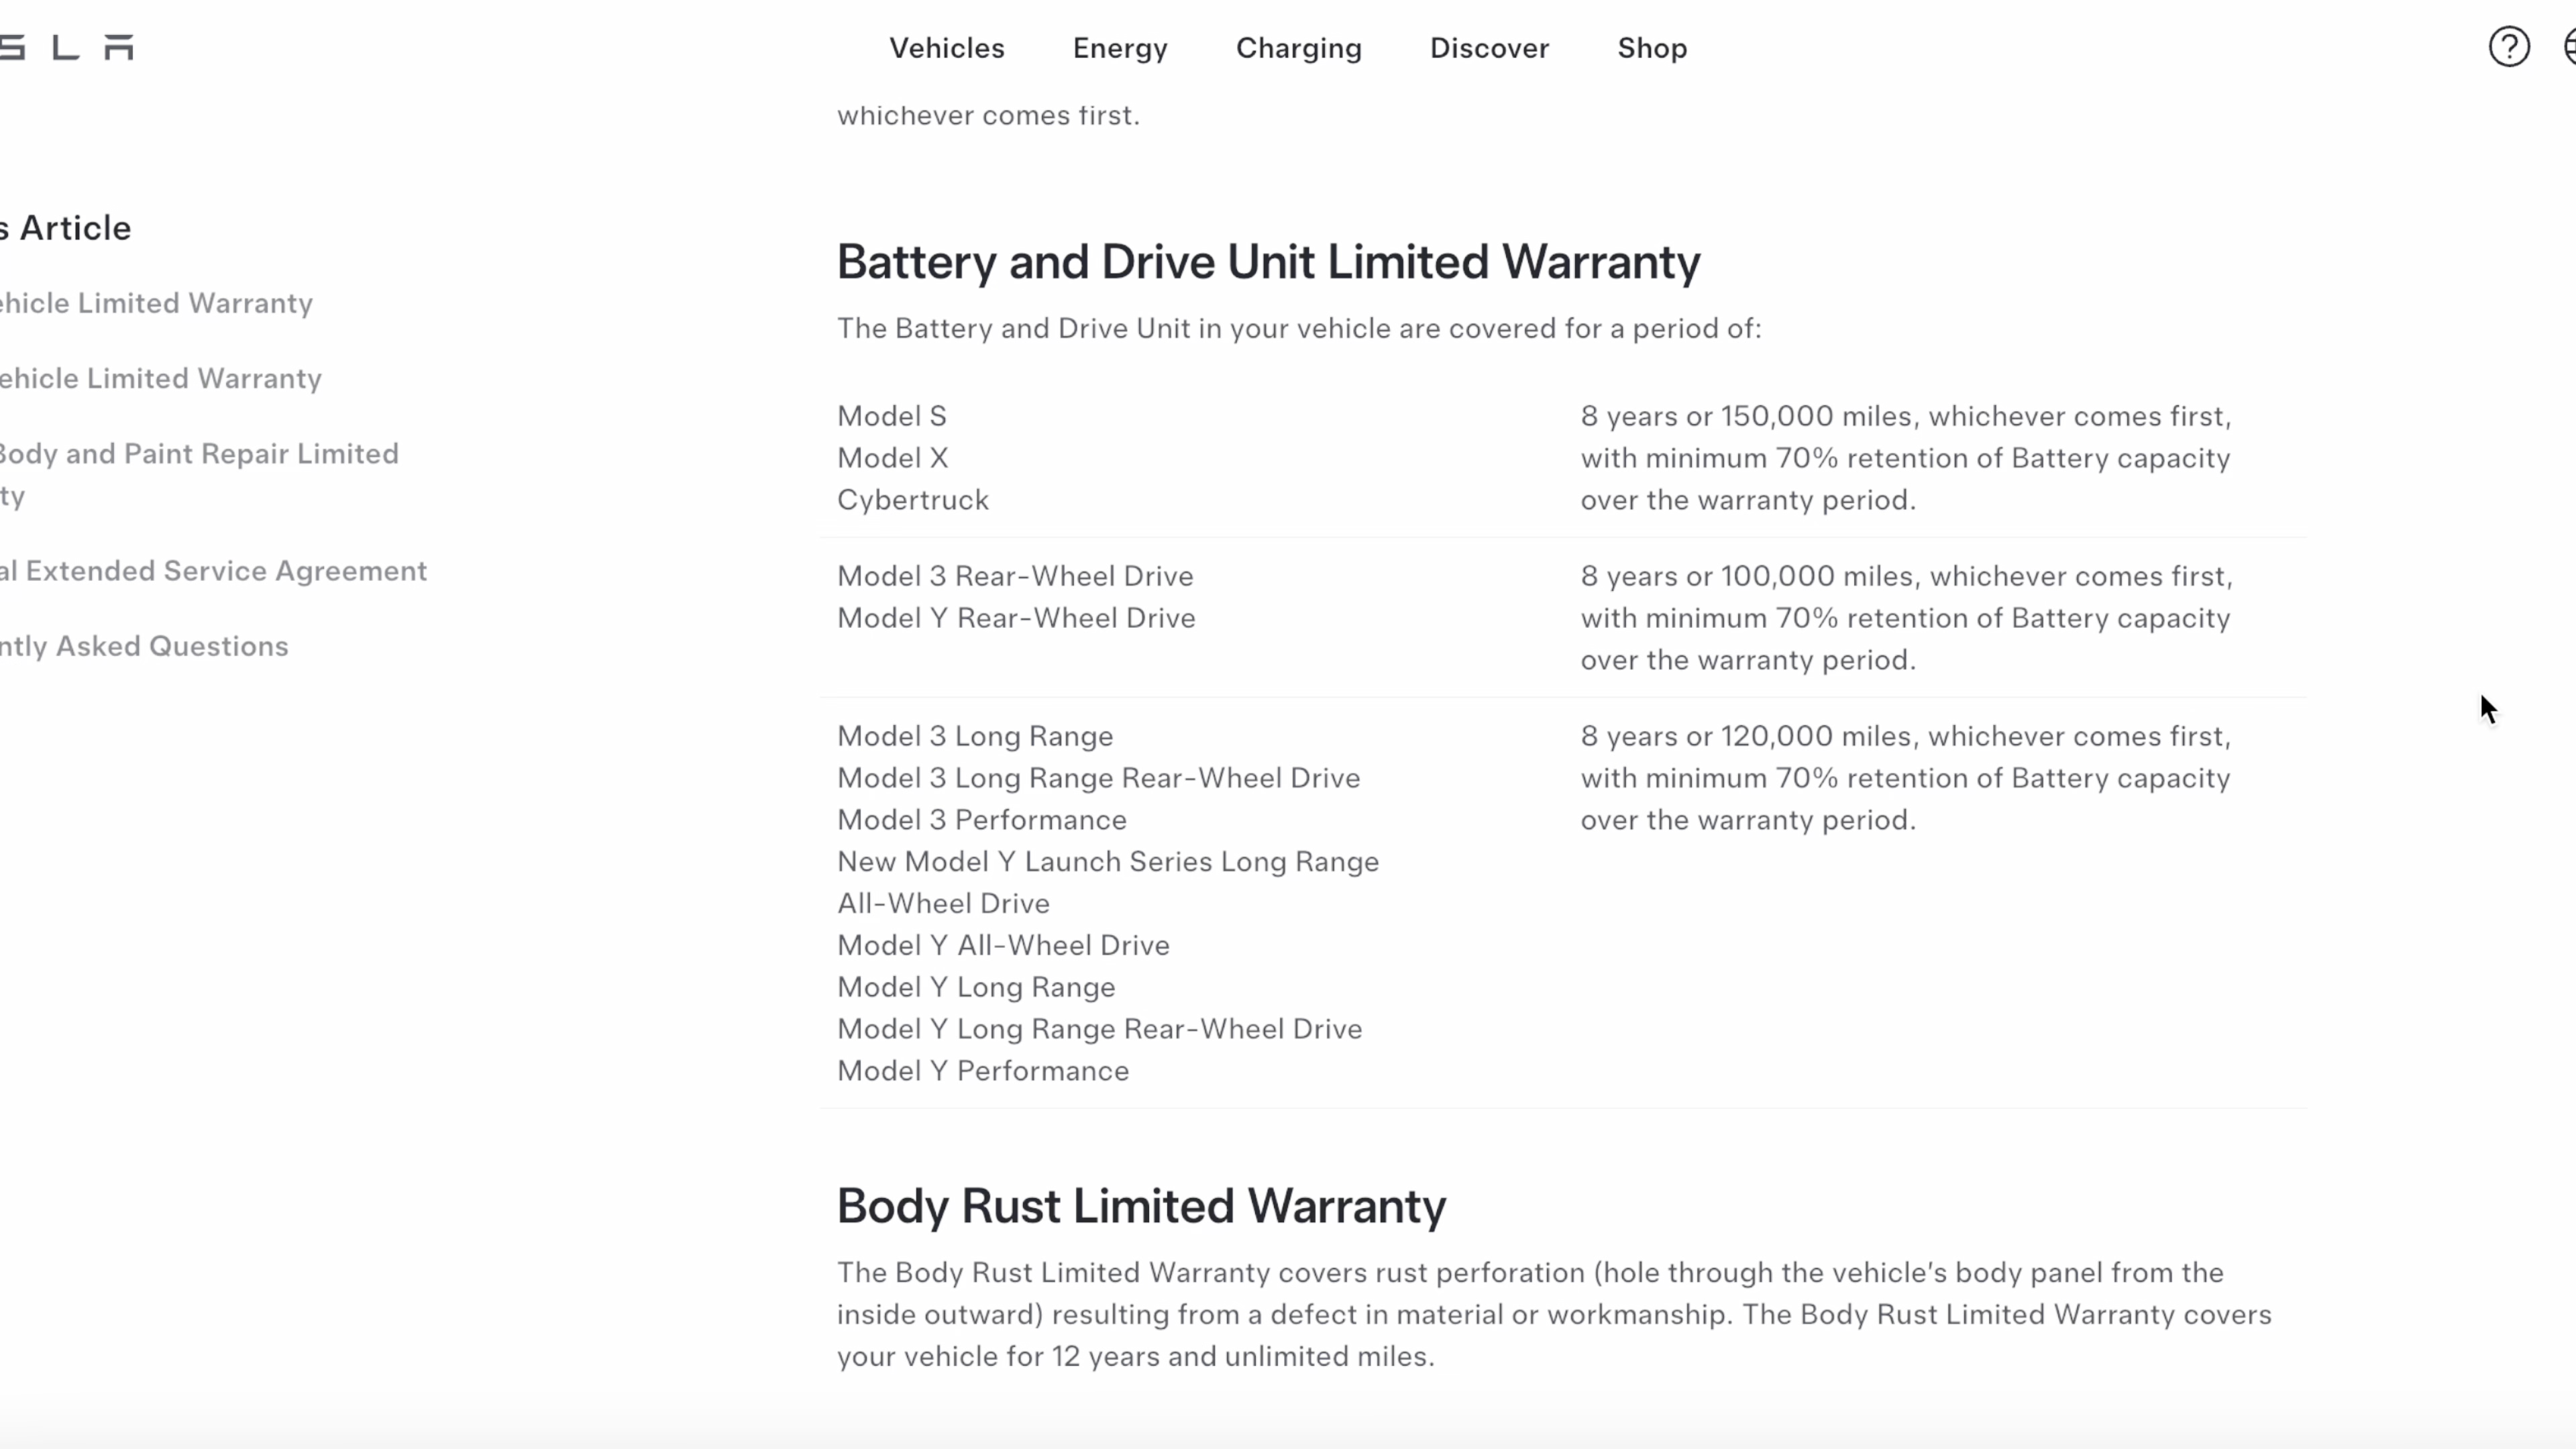 S L A
Vehicles Energy Charging Discover Shop
whichever comes first.
s Article
ehicle Limited Warranty
ehicle Limited Warranty
Body and Paint Repair Limited
ty
al Extended Service Agreement
ntly Asked Questions
Battery and Drive Unit Limited Warranty
The Battery and Drive Unit in your vehicle are covered for a period of:
Model S
Model X
Cybertruck
8 years or 150,000 miles, whichever comes first,
with minimum 70% retention of Battery capacity
over the warranty period.
Model 3 Rear-Wheel Drive
Model Y Rear-Wheel Drive
8 years or 100,000 miles, whichever comes first,
with minimum 70% retention of Battery capacity
over the warranty period.
Model 3 Long Range
Model 3 Long Range Rear-Wheel Drive
Model 3 Performance
New Model Y Launch Series Long Range
All-Wheel Drive
Model Y All-Wheel Drive
Model Y Long Range
Model Y Long Range Rear-Wheel Drive
Model Y Performance
8 years or 120,000 miles, whichever comes first,
with minimum 70% retention of Battery capacity
over the warranty period.
Body Rust Limited Warranty
The Body Rust Limited Warranty covers rust perforation (hole through the vehicle's body panel from the
inside outward) resulting from a defect in material or workmanship. The Body Rust Limited Warranty covers
your vehicle for 12 years and unlimited miles.